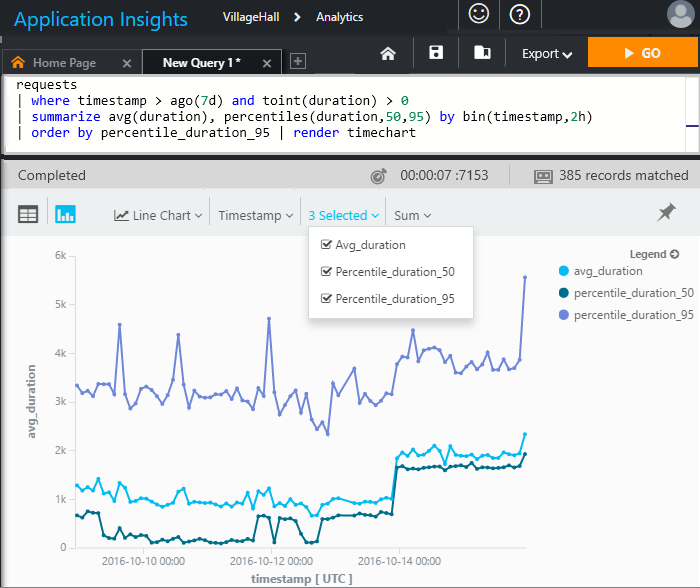 Application Insights VillageHall > Analytics
Home Page × New Query 1* × + Export GO
requests
| where timestamp > ago(7d) and toint(duration) > 0
| summarize avg(duration), percentiles(duration,50,95) by bin(timestamp,2h)
| order by percentile_duration_95 | render timechart
Completed 00:00:07 :7153 385 records matched
Line Chart Timestamp 3 Selected Sum
Avg_duration
Percentile_duration_50
Percentile_duration_95
Legend
avg_duration
percentile_duration_50
percentile_duration_95
avg_duration
6k
5k
4k
3k
2k
1k
0
2016-10-10 00:00 2016-10-12 00:00 2016-10-14 00:00
timestamp [ UTC ]